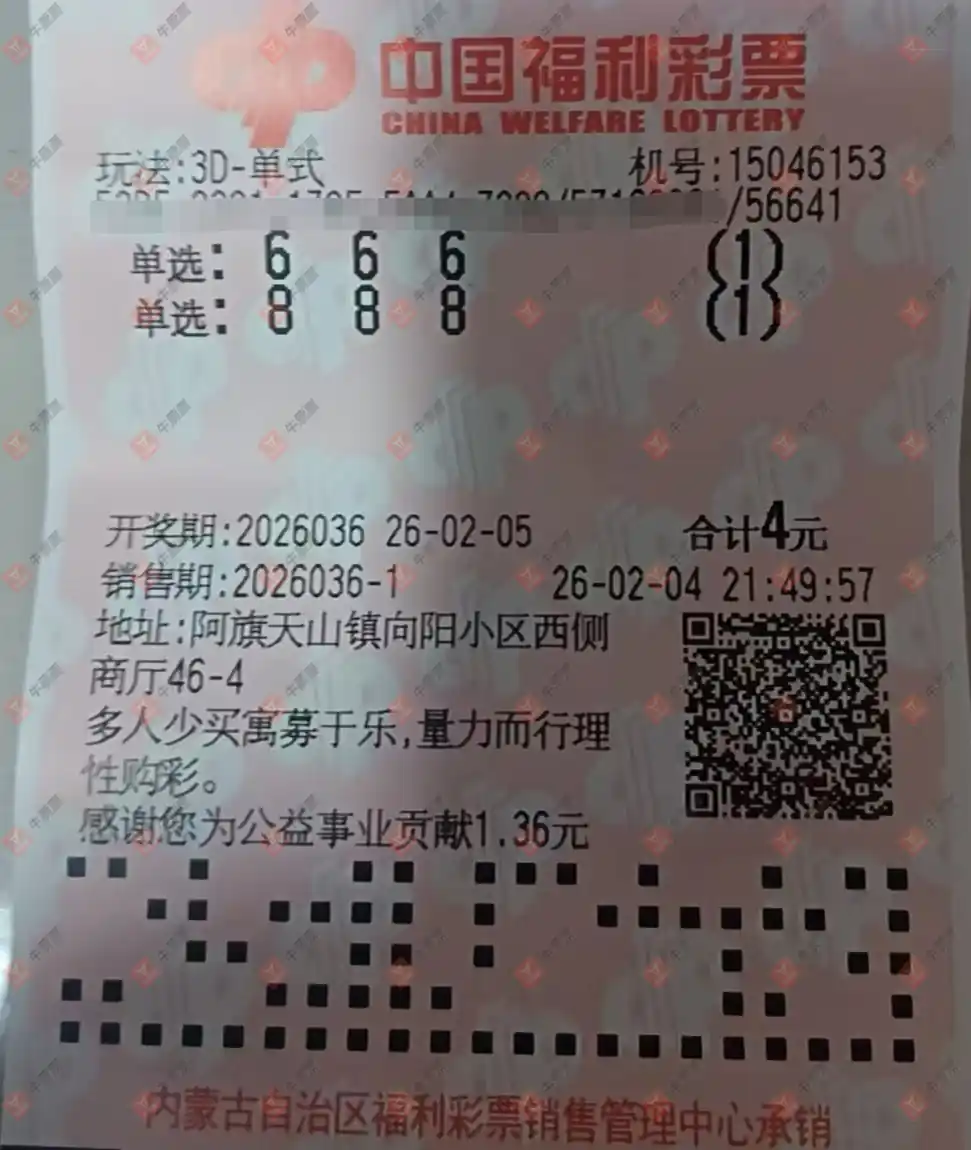 中国福利彩票
CHINA WELFARE LOTTERY
玩法:3D-单式 机号:15046153
/56641
单选: 6 6 6 (1)
单选: 8 8 8 (1)
开奖期:2026036 26-02-05 合计4元
销售期:2026036-1 26-02-04 21:49:57
地址:阿旗天山镇向阳小区西侧
商厅46-4
多人少买寓募于乐,量力而行理
性购彩。
感谢您为公益事业贡献1.36元
内蒙古自治区福利彩票销售管理中心承销